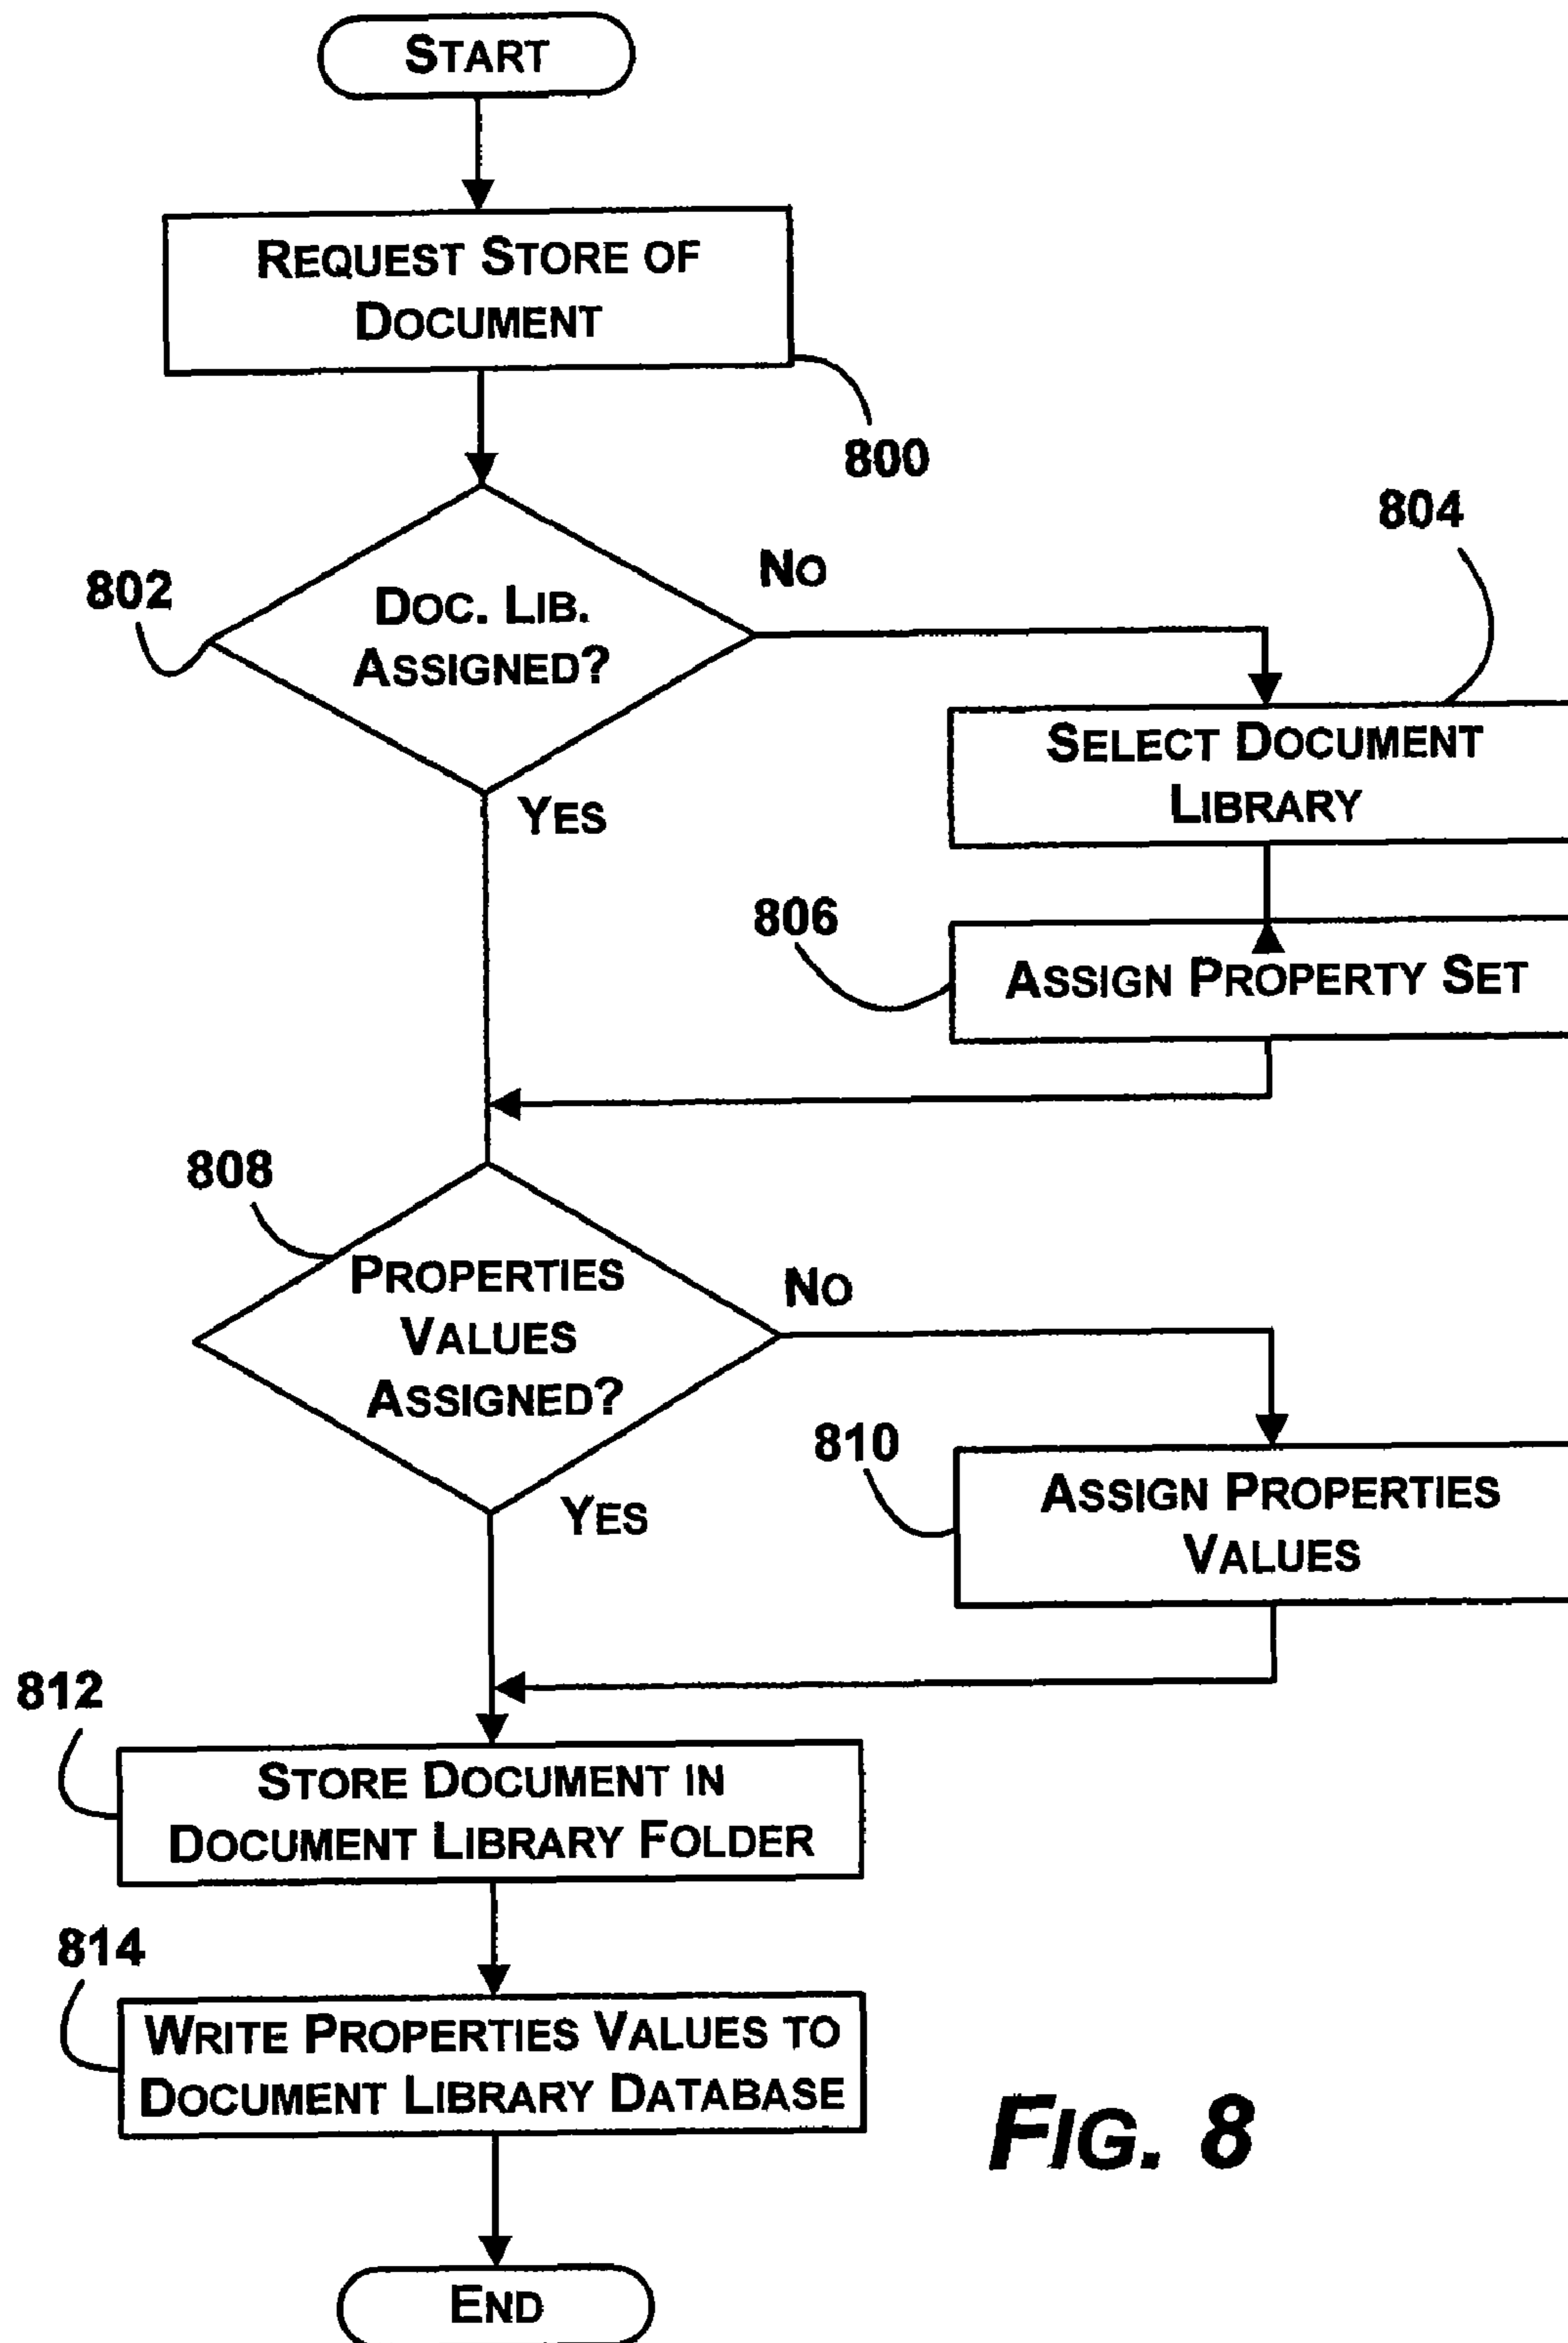 START
REQUEST STORE OF
DOCUMENT
800
802
DOC. LIB.
ASSIGNED?
NO
YES
804
SELECT DOCUMENT
LIBRARY
806
ASSIGN PROPERTY SET
808
PROPERTIES
VALUES
ASSIGNED?
NO
YES
810
ASSIGN PROPERTIES
VALUES
812
STORE DOCUMENT IN
DOCUMENT LIBRARY FOLDER
814
WRITE PROPERTIES VALUES TO
DOCUMENT LIBRARY DATABASE
END
FIG. 8